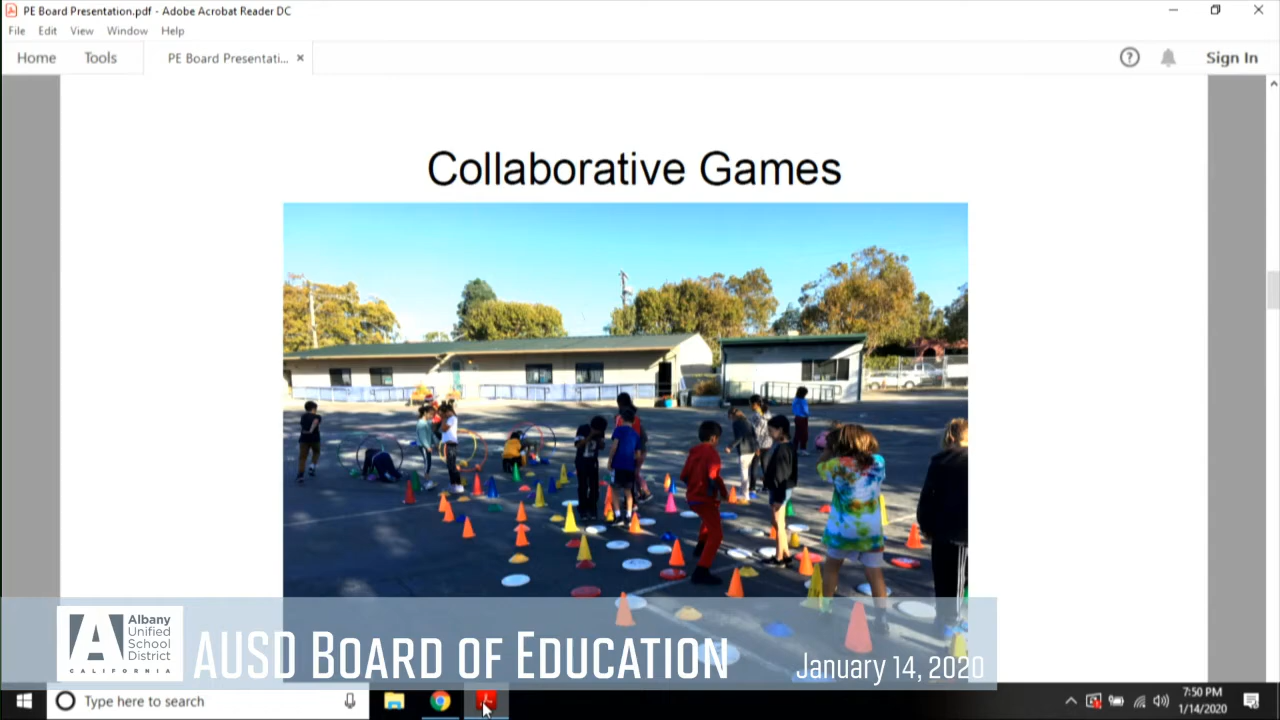 PE Board Presentation.pdf - Adobe Acrobat Reader DC
File Edit View Window Help
Home Tools PE Board Presentati... × ? Sign In
Collaborative Games
Albany
Unified
School
District
CALIFORNIA
A
AUSD BOARD OF EDUCATION
January 14, 2020
Type here to search
7:50 PM
1/14/2020